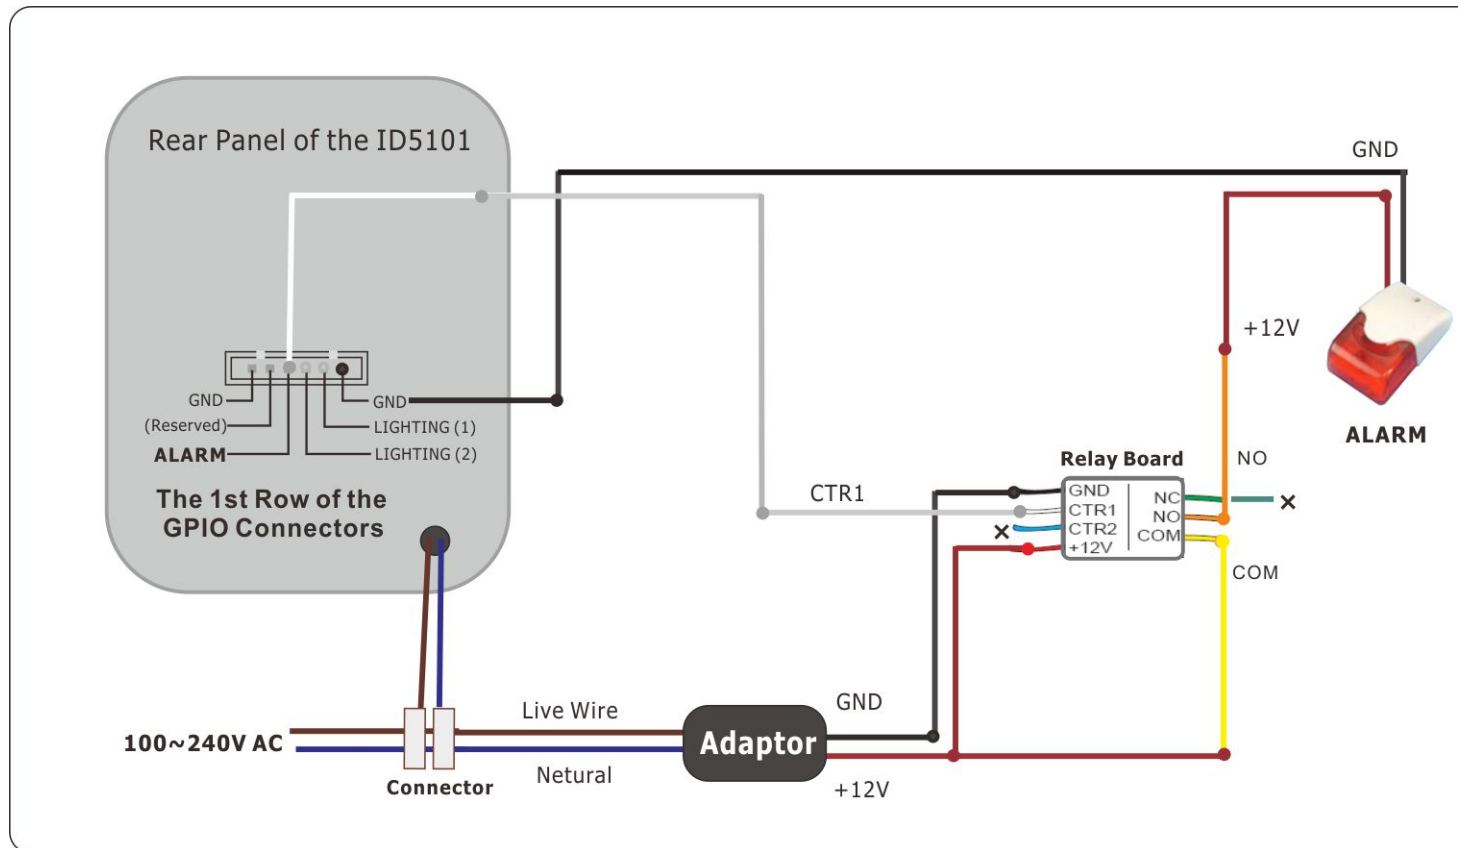 Rear Panel of the ID5101
GND
(Reserved)
ALARM
GND
LIGHTING (1)
LIGHTING (2)
The 1st Row of the
GPIO Connectors
GND
+12V
ALARM
CTR1
Relay Board
GND
CTR1
CTR2
+12V
NC
NO
COM
NO
COM
×
×
100~240V AC
Connector
Live Wire
Netural
Adaptor
GND
+12V